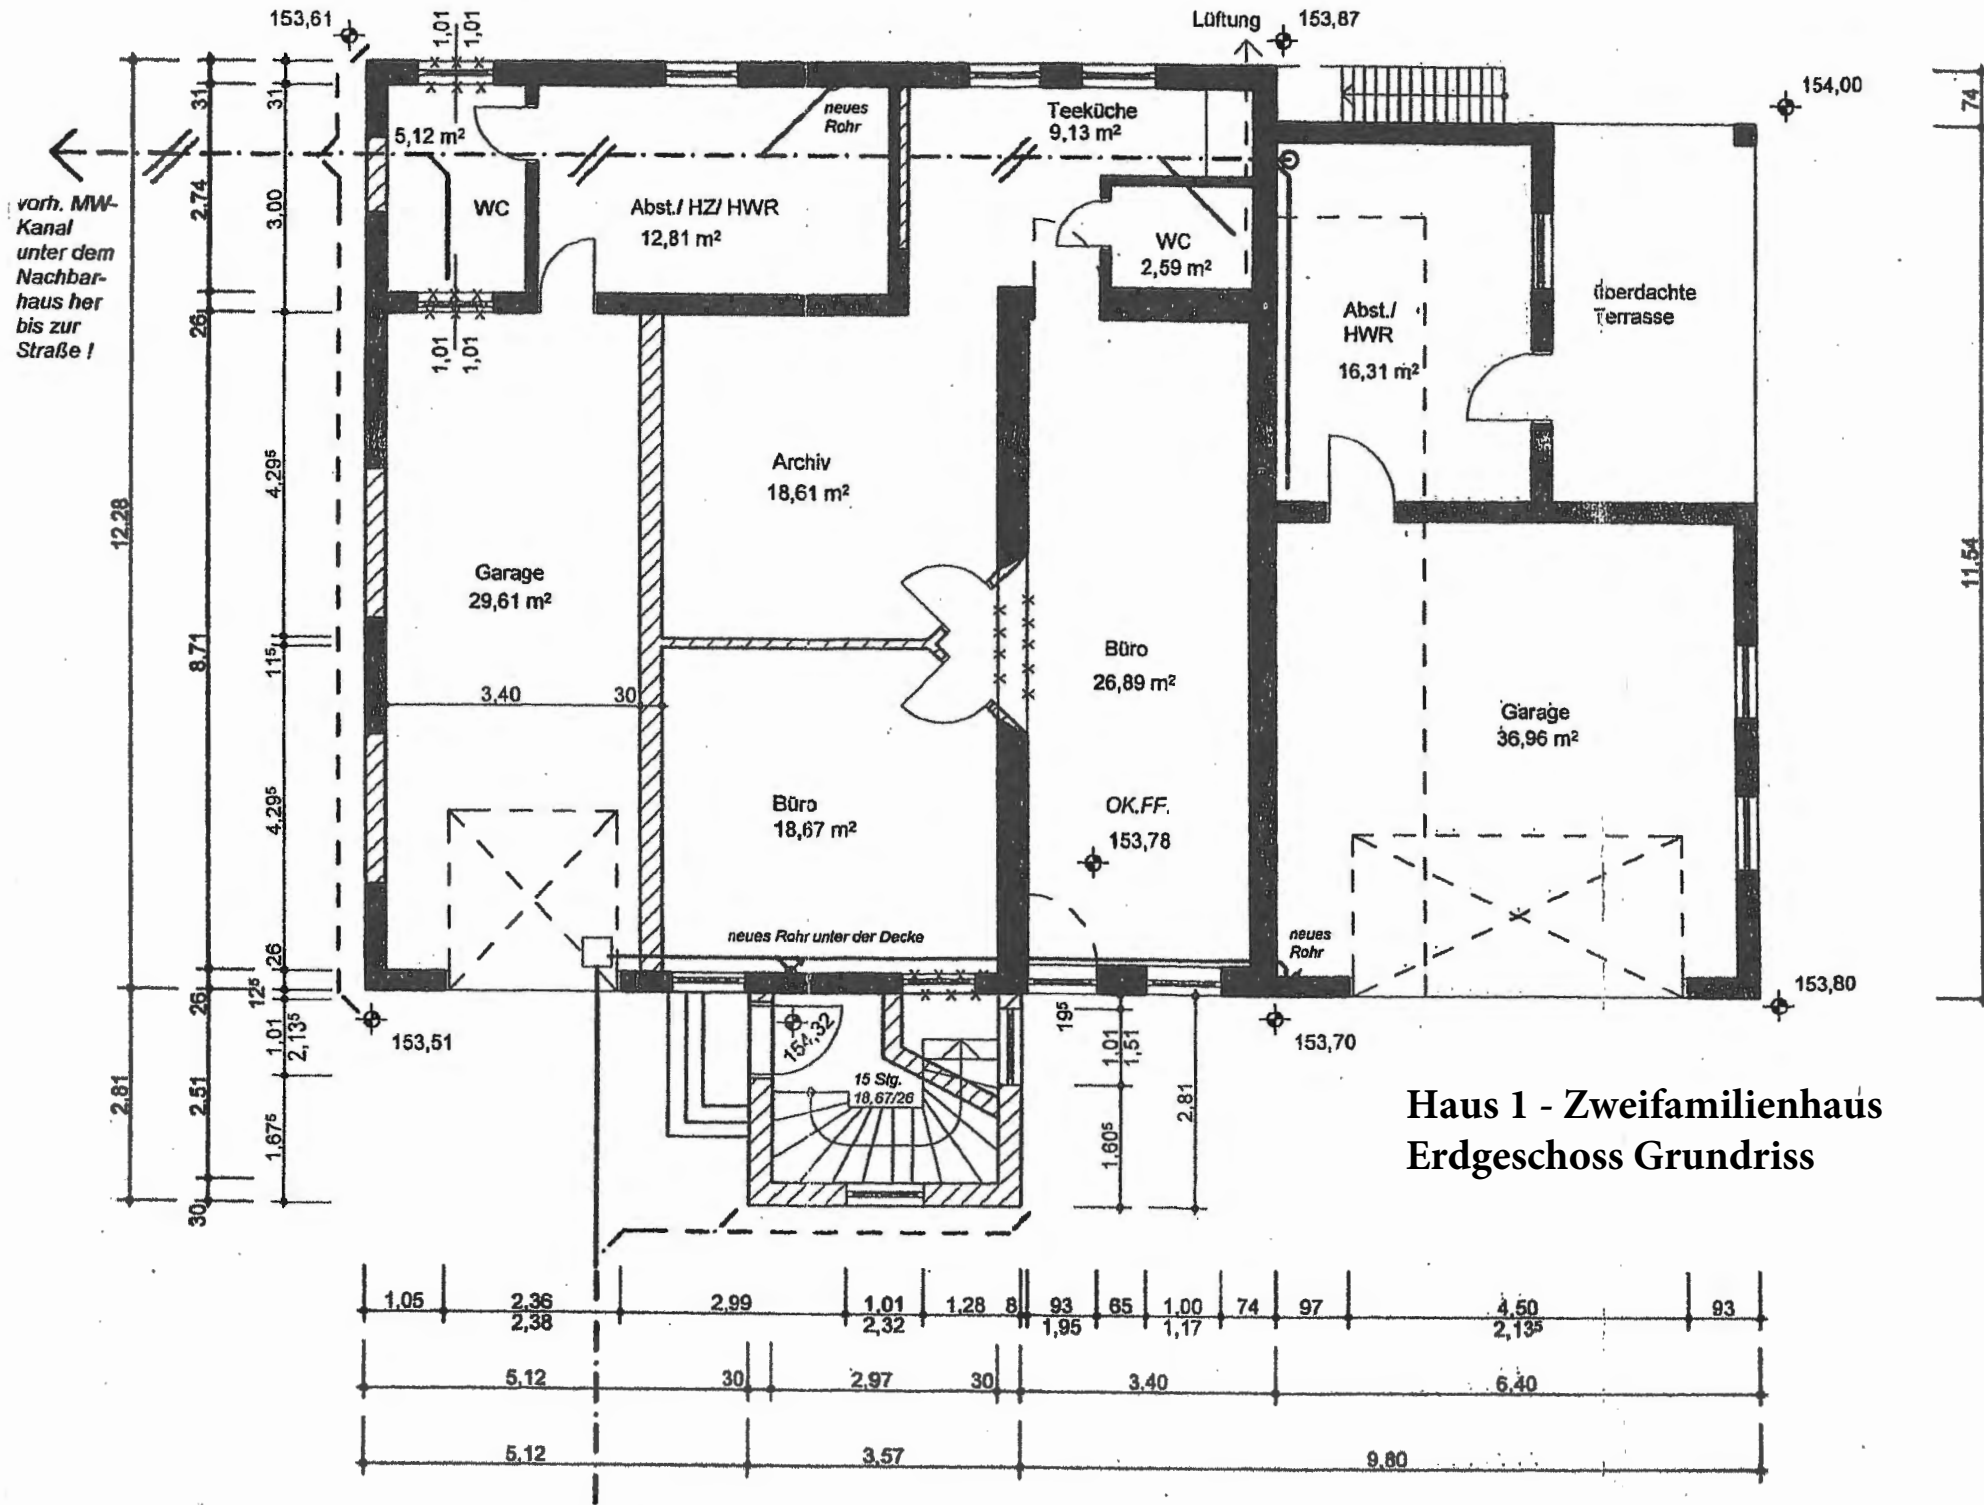 153,61
1,01
1,01
Lüftung
153,87
154,00
31
31
74
neues
Rohr
Teeküche
9,13 m²
5,12 m²
vorh. MW-
Kanal
unter dem
Nachbar-
haus her
bis zur
Straße !
2,74
3,00
WC
Abst./ HZ/ HWR
12,81 m²
WC
2,59 m²
Abst./
HWR
16,31 m²
überdachte
Terrasse
26
1,01
1,01
4,29⁵
Archiv
18,61 m²
12,28
11,54
Garage
29,61 m²
8,71
11⁵
Büro
26,89 m²
3,40
30
Garage
36,96 m²
4,29⁵
Büro
18,67 m²
OK.FF.
153,78
neues Rohr unter der Decke
neues
Rohr
26
26
12⁵
153,51
154,32
19⁵
153,70
153,80
1,01
2,13⁵
1,01
1,51
15 Stg.
18,67/26
2,81
2,51
1,67⁵
1,60⁵
2,81
30
Haus 1 - Zweifamilienhaus
Erdgeschoss Grundriss
1,05
2,36
2,38
2,99
1,01
2,32
1,28
8
93
1,95
65
1,00
1,17
74
97
4,50
2,13⁵
93
5,12
30
2,97
30
3,40
6,40
5,12
3,57
9,80